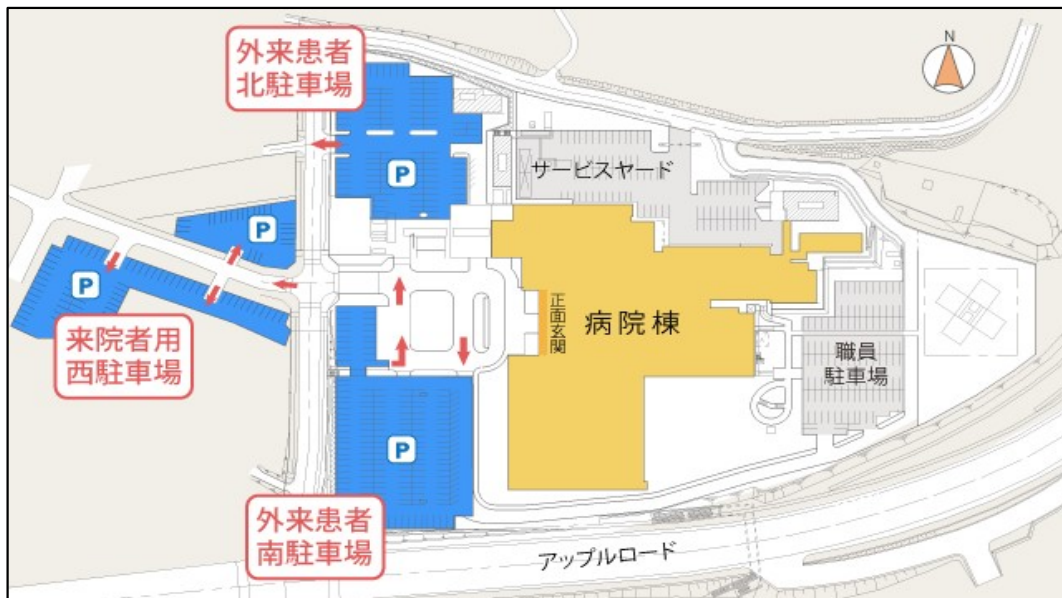 外来患者
北駐車場
N
サービスヤード
P
P
P
正面玄関
病院棟
来院者用
西駐車場
職員
駐車場
P
外来患者
南駐車場
アップルロード